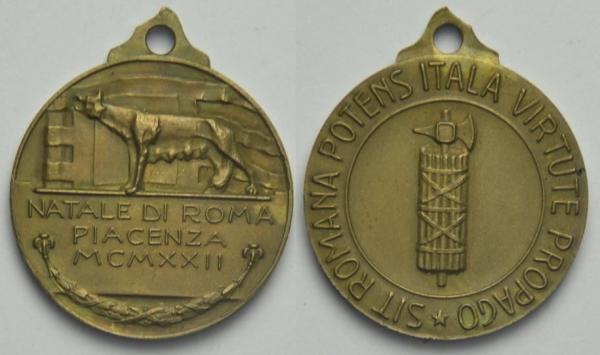 NATALE DI ROMA
PIACENZA
MCMXXII
SIT ROMANA POTENS ITALA VIRTUTE PROPAGO ★